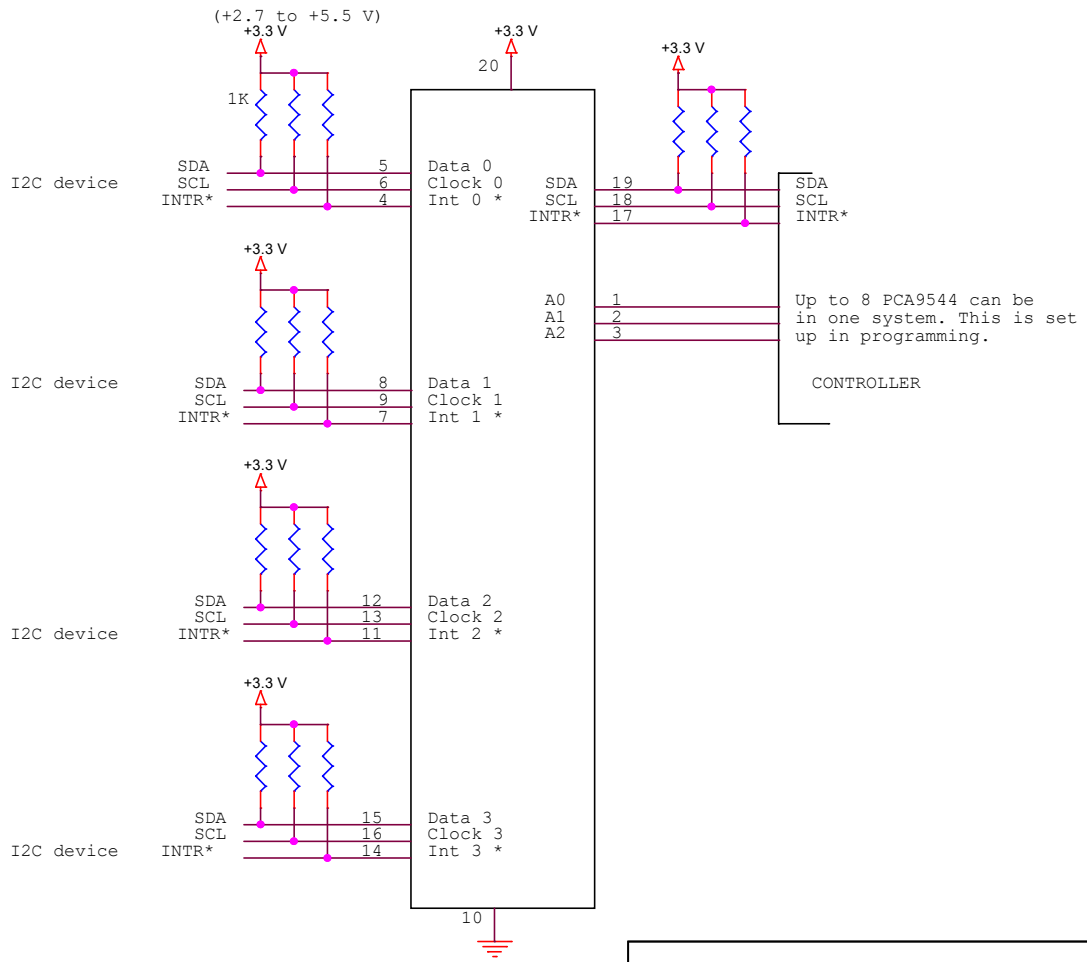 (+2.7 to +5.5 V)
+3.3 V
+3.3 V
+3.3 V
20
1K
I2C device
SDA 5 Data 0
SCL 6 Clock 0
INTR* 4 Int 0 *
SDA 19 SDA
SCL 18 SCL
INTR* 17 INTR*
+3.3 V
A0 1
A1 2
A2 3
Up to 8 PCA9544 can be
in one system. This is set
up in programming.
CONTROLLER
I2C device
SDA 8 Data 1
SCL 9 Clock 1
INTR* 7 Int 1 *
+3.3 V
I2C device
SDA 12 Data 2
SCL 13 Clock 2
INTR* 11 Int 2 *
+3.3 V
I2C device
SDA 15 Data 3
SCL 16 Clock 3
INTR* 14 Int 3 *
10